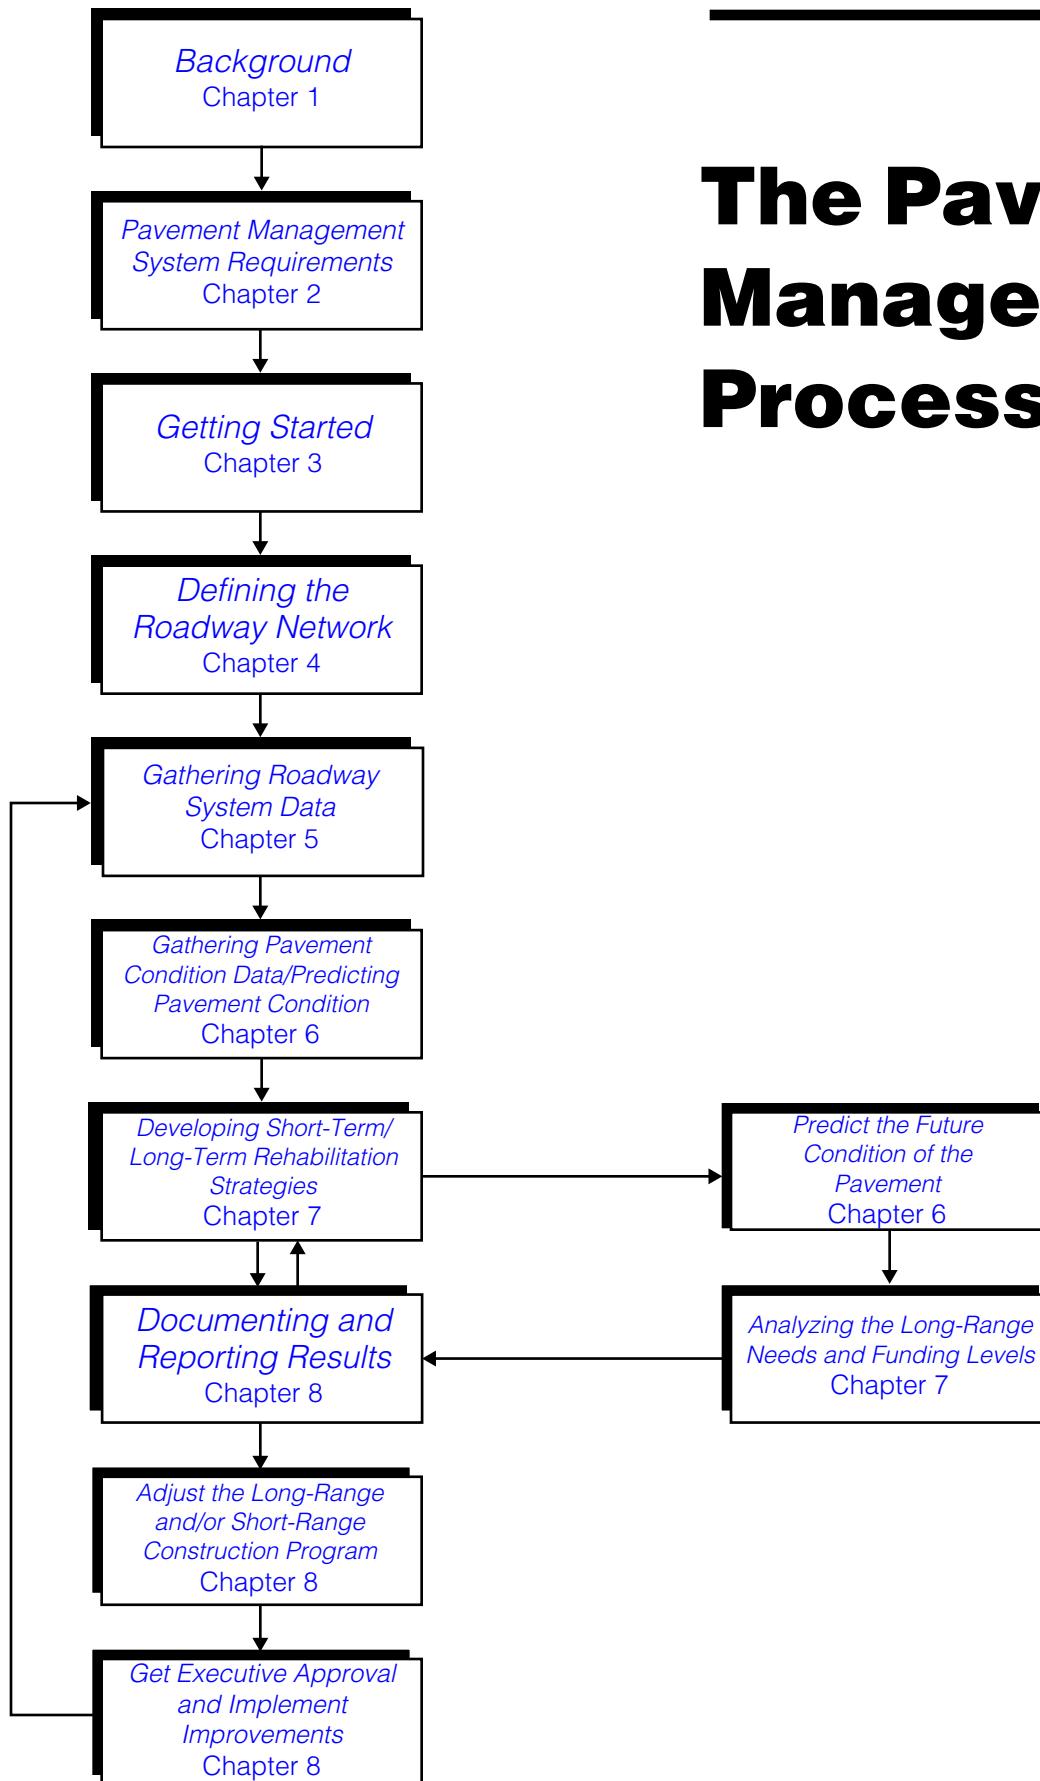 Background
Chapter 1
The Pav
Manage
Process
Pavement Management
System Requirements
Chapter 2
Getting Started
Chapter 3
Defining the
Roadway Network
Chapter 4
Gathering Roadway
System Data
Chapter 5
Gathering Pavement
Condition Data/Predicting
Pavement Condition
Chapter 6
Developing Short-Term/
Long-Term Rehabilitation
Strategies
Chapter 7
Predict the Future
Condition of the
Pavement
Chapter 6
Documenting and
Reporting Results
Chapter 8
Analyzing the Long-Range
Needs and Funding Levels
Chapter 7
Adjust the Long-Range
and/or Short-Range
Construction Program
Chapter 8
Get Executive Approval
and Implement
Improvements
Chapter 8